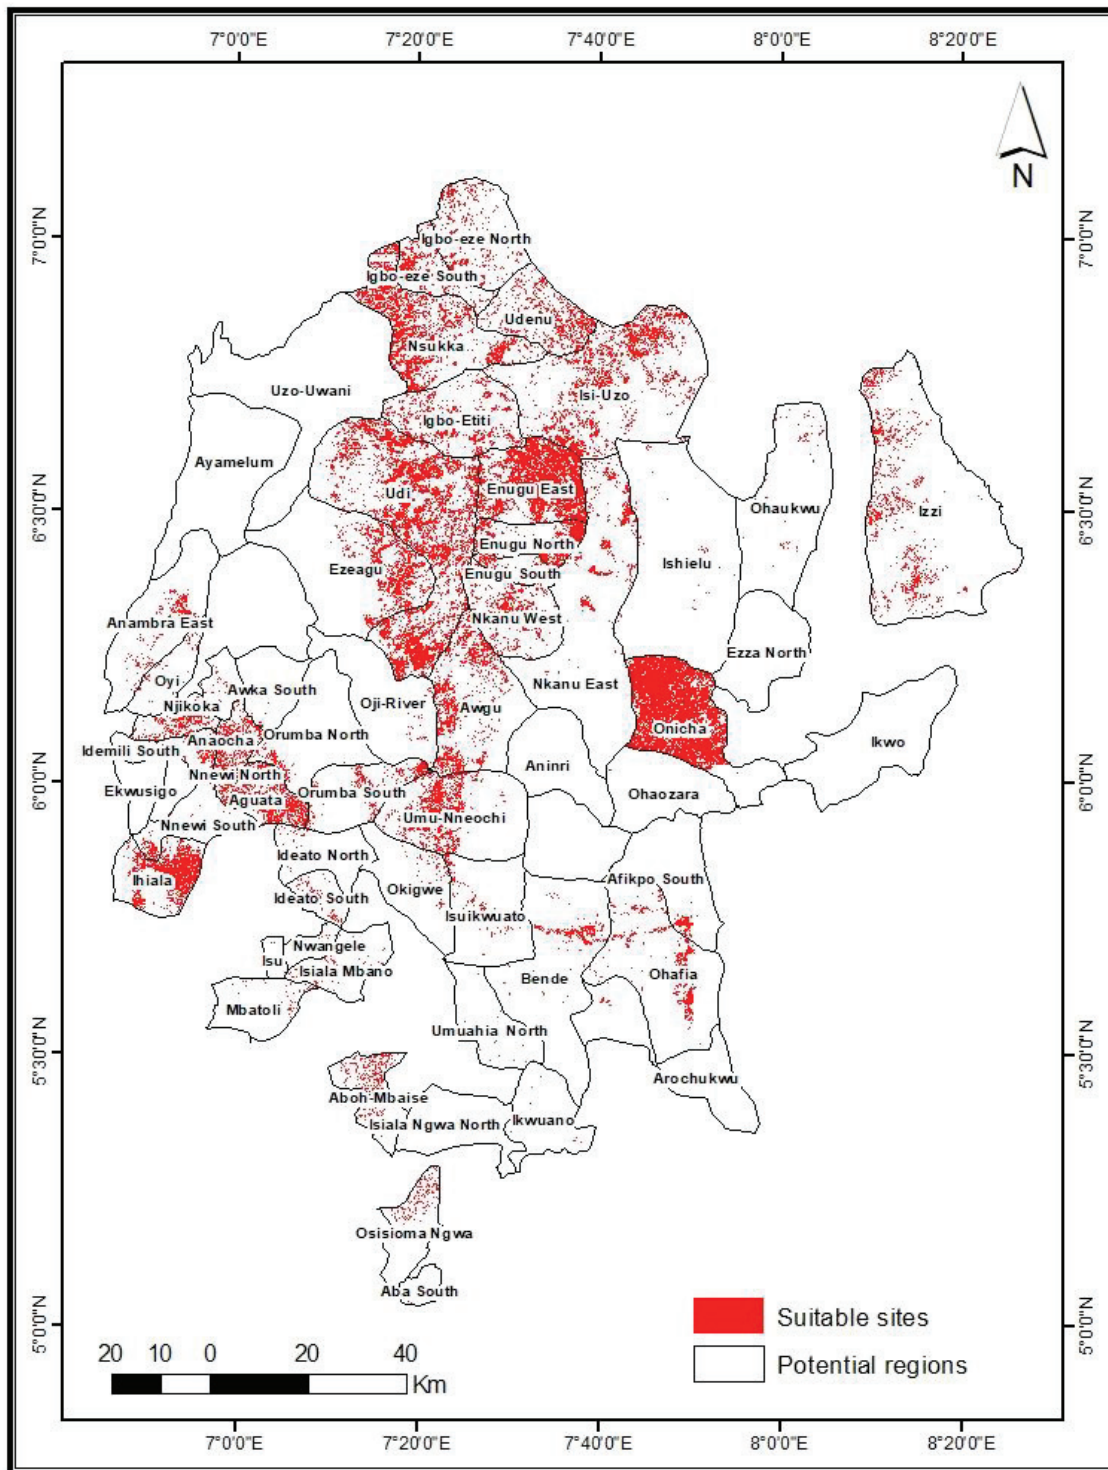 7°0'0"E 7°20'0"E 7°40'0"E 8°0'0"E 8°20'0"E
N
7°0'0"N
7°0'0"N
Igbo-eze North
Igbo-eze South
Udenu
Nsukka
Uzo-Uwani
Isi-Uzo
Igbo-Etiti
Ayamelum
Udi
Enugu East
6°30'0"N
6°30'0"N
Ohaukwu
Izzi
Enugu North
Ezeagu
Enugu South
Ishielu
Anambra East
Nkanu West
Ezza North
Oyi
Awka South
Nkanu East
Njikoka
Oji-River
Awgu
Onicha
Orumba North
Anaocha
Idemili South
Ikwo
Aninri
Nnewi North
6°0'0"N
6°0'0"N
Ekwusigo
Aguata
Orumba South
Ohaozara
Umu-Nneochi
Nnewi South
Ideato North
Ihiala
Okigwe
Afikpo South
Ideato South
Isuikwuato
Nwangele
Isu
Isiala Mbano
Bende
Ohafia
Mbatoli
Umuahia North
5°30'0"N
5°30'0"N
Arochukwu
Aboh-Mbaise
Isiala Ngwa North
Ikwuano
Osisioma Ngwa
Aba South
5°0'0"N
5°0'0"N
Suitable sites
Potential regions
20 10 0 20 40
Km
7°0'0"E 7°20'0"E 7°40'0"E 8°0'0"E 8°20'0"E